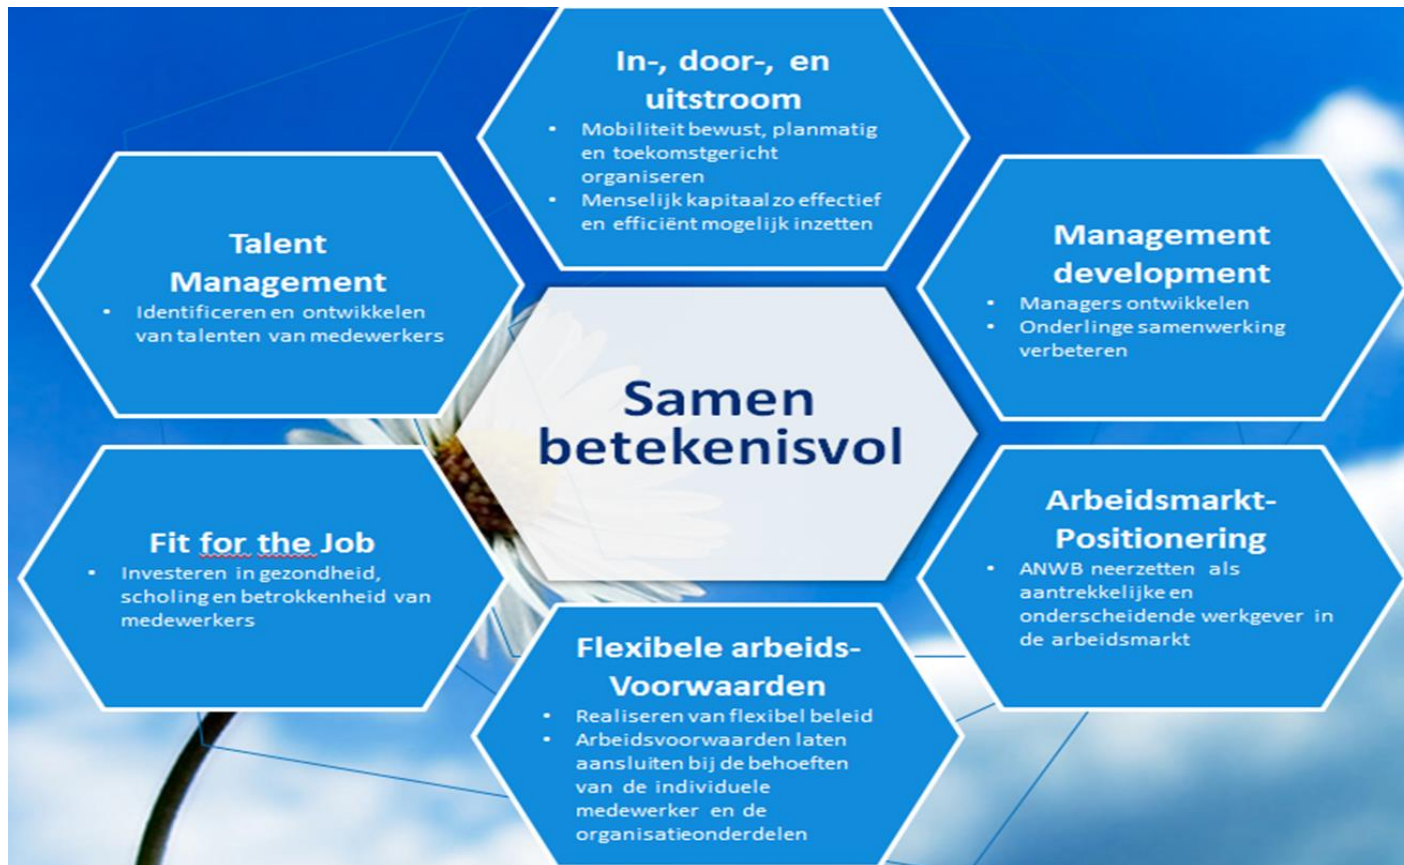 In-, door-, en
uitstroom
• Mobiliteit bewust, planmatig
en toekomstgericht
organiseren
• Menselijk kapitaal zo effectief
en efficiënt mogelijk inzetten
Talent
Management
• Identificeren en ontwikkelen
van talenten van medewerkers
Management
development
• Managers ontwikkelen
• Onderlinge samenwerking
verbeteren
Samen
betekenisvol
Fit for the Job
• Investeren in gezondheid,
scholing en betrokkenheid van
medewerkers
Arbeidsmarkt-
Positionering
• ANWB neerzetten als
aantrekkelijke en
onderscheidende werkgever in
de arbeidsmarkt
Flexibele arbeids-
Voorwaarden
• Realiseren van flexibel beleid
• Arbeidsvoorwaarden laten
aansluiten bij de behoeften
van de individuele
medewerker en de
organisatieonderdelen